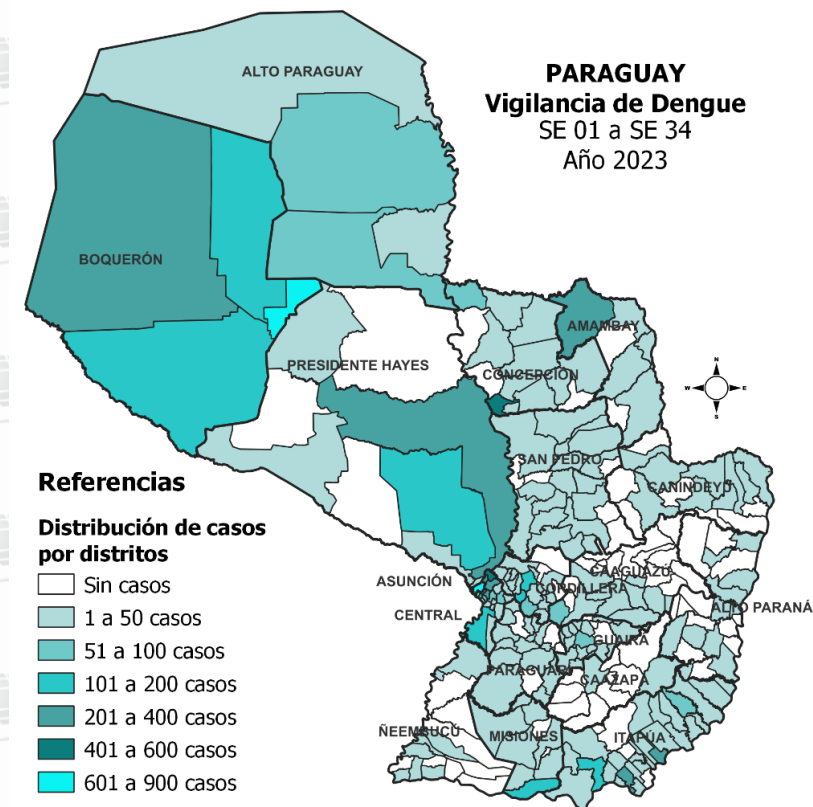 PARAGUAY
Vigilancia de Dengue
SE 01 a SE 34
Año 2023
ALTO PARAGUAY
BOQUERÓN
AMAMBAY
N
W
E
S
PRESIDENTE HAYES
CONCEPCIÓN
SAN PEDRO
CANINDEYÚ
ASUNCIÓN
CAAGUAZÚ
CORDILLERA
CENTRAL
ALTO PARANÁ
GUAIRÁ
PARAGUARÍ
CAAZAPÁ
ÑEEMBUCÚ
MISIONES
ITAPÚA
Referencias
Distribución de casos
por distritos
Sin casos
1 a 50 casos
51 a 100 casos
101 a 200 casos
201 a 400 casos
401 a 600 casos
601 a 900 casos